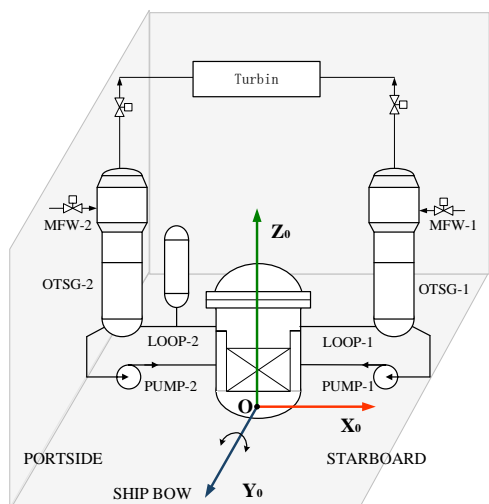 Turbin
MFW-2
MFW-1
Z0
OTSG-2
OTSG-1
LOOP-2
LOOP-1
PUMP-2
PUMP-1
O
X0
PORTSIDE
STARBOARD
SHIP BOW
Y0